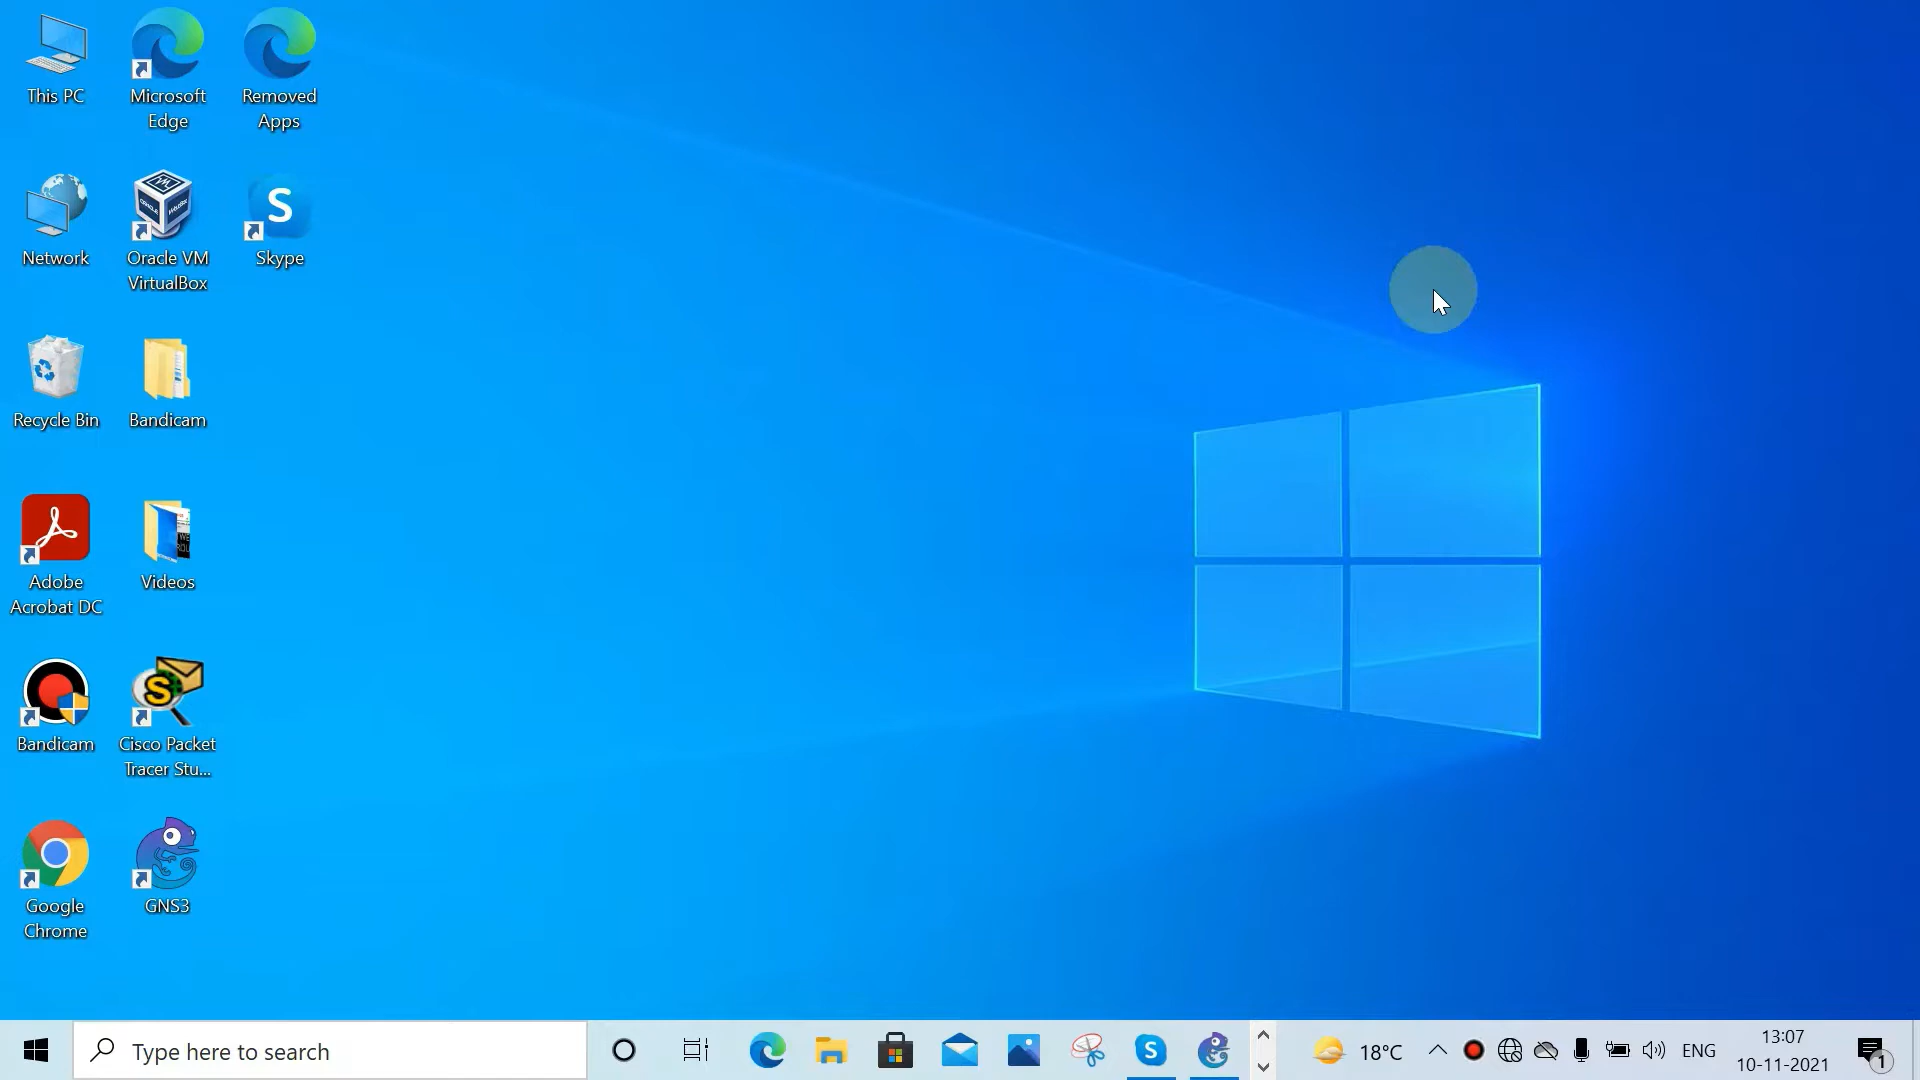 This PC
Microsoft
Edge
Removed
Apps
Network
Oracle VM
VirtualBox
S
Skype
Recycle Bin
Bandicam
Adobe
Acrobat DC
Videos
Bandicam
S
Cisco Packet
Tracer Stu...
Google
Chrome
GNS3
Type here to search
S
18°C
ENG
13:07
10-11-2021
1